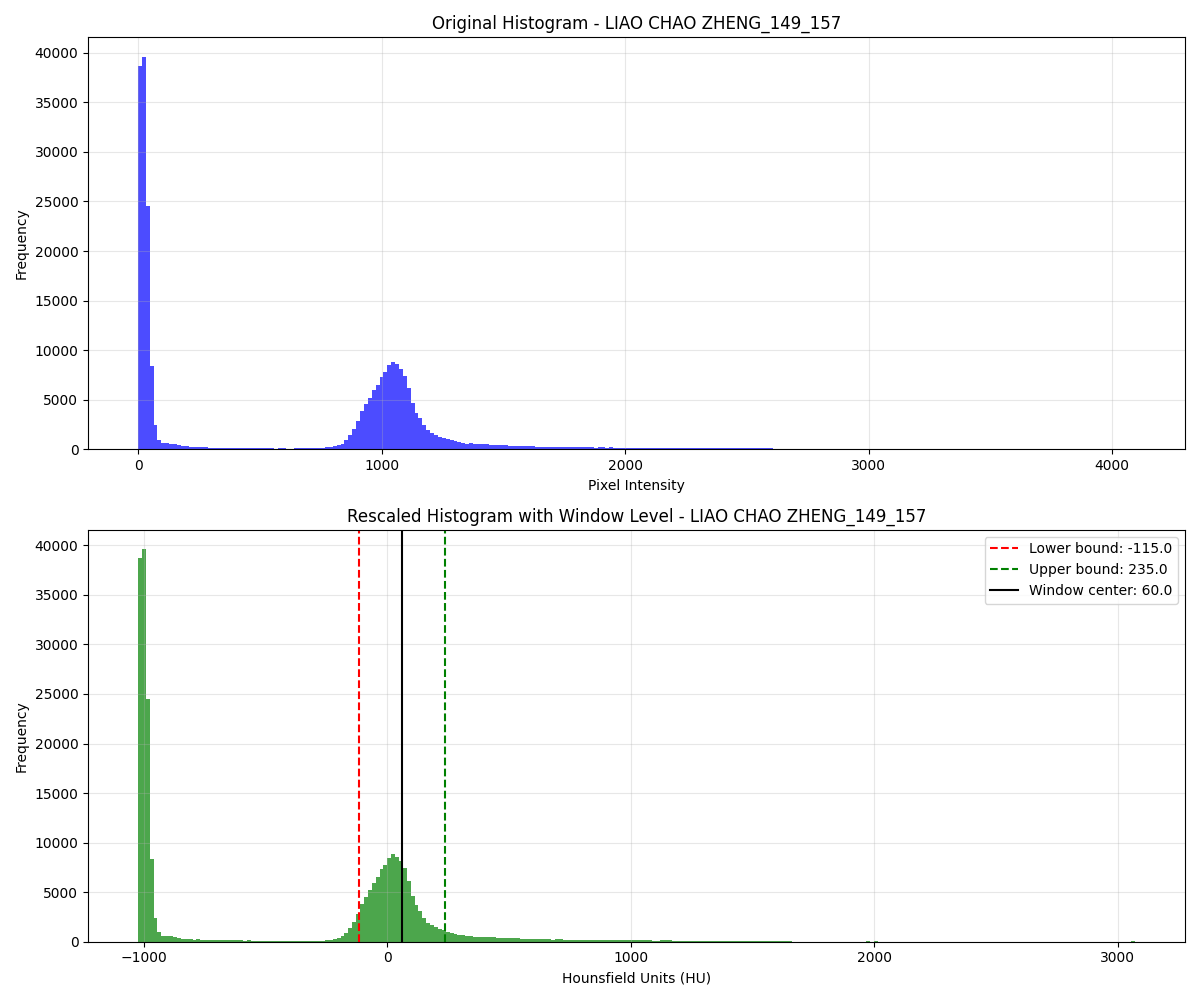 Original Histogram - LIAO CHAO ZHENG_149_157
40000
35000
30000
25000
20000
15000
10000
5000
0
Frequency
0 1000 2000 3000 4000
Pixel Intensity
Rescaled Histogram with Window Level - LIAO CHAO ZHENG_149_157
Lower bound: -115.0
Upper bound: 235.0
Window center: 60.0
40000
35000
30000
25000
20000
15000
10000
5000
0
Frequency
−1000 0 1000 2000 3000
Hounsfield Units (HU)